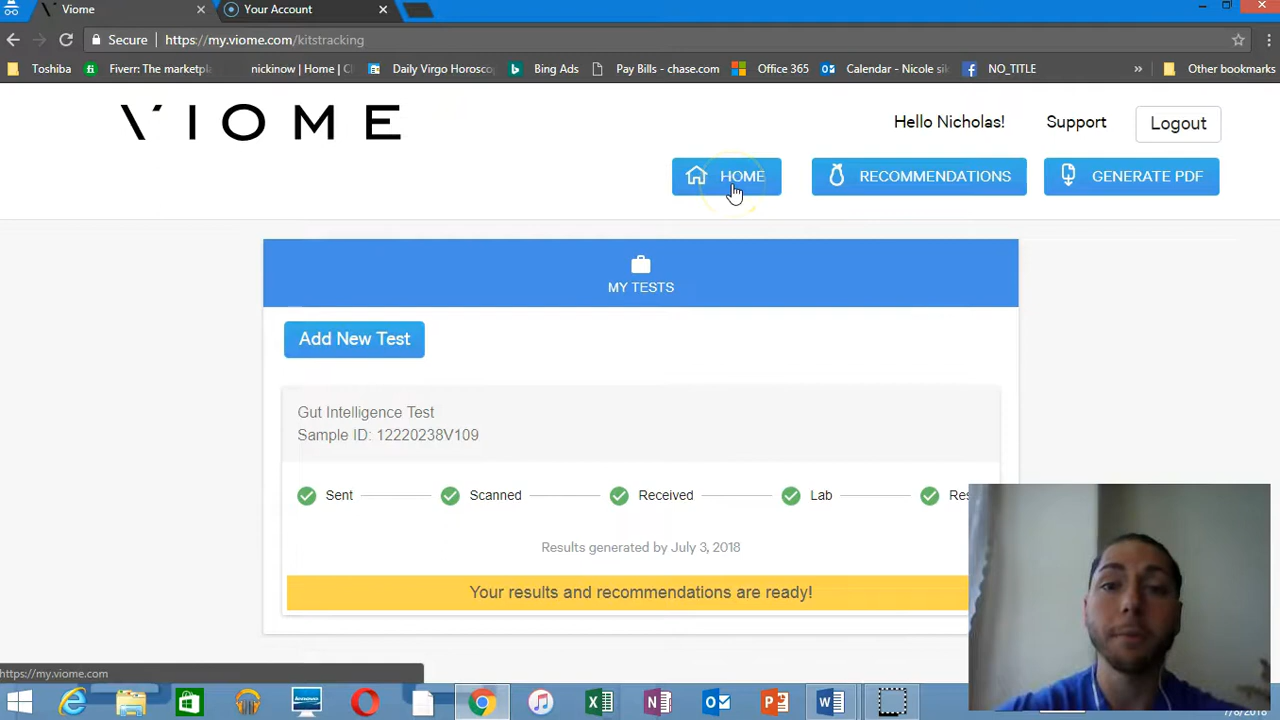 Viome
Your Account
Secure https://my.viome.com/kitstracking
Toshiba
Fiverr: The marketpl
nickinow | Home | C
Daily Virgo Horosco
Bing Ads
Pay Bills - chase.com
Office 365
Calendar - Nicole sik
NO_TITLE
Other bookmarks
VIOME
Hello Nicholas!
Support
Logout
HOME
RECOMMENDATIONS
GENERATE PDF
MY TESTS
Add New Test
Gut Intelligence Test
Sample ID: 12220238V109
Sent
Scanned
Received
Lab
Res
Results generated by July 3, 2018
Your results and recommendations are ready!
https://my.viome.com